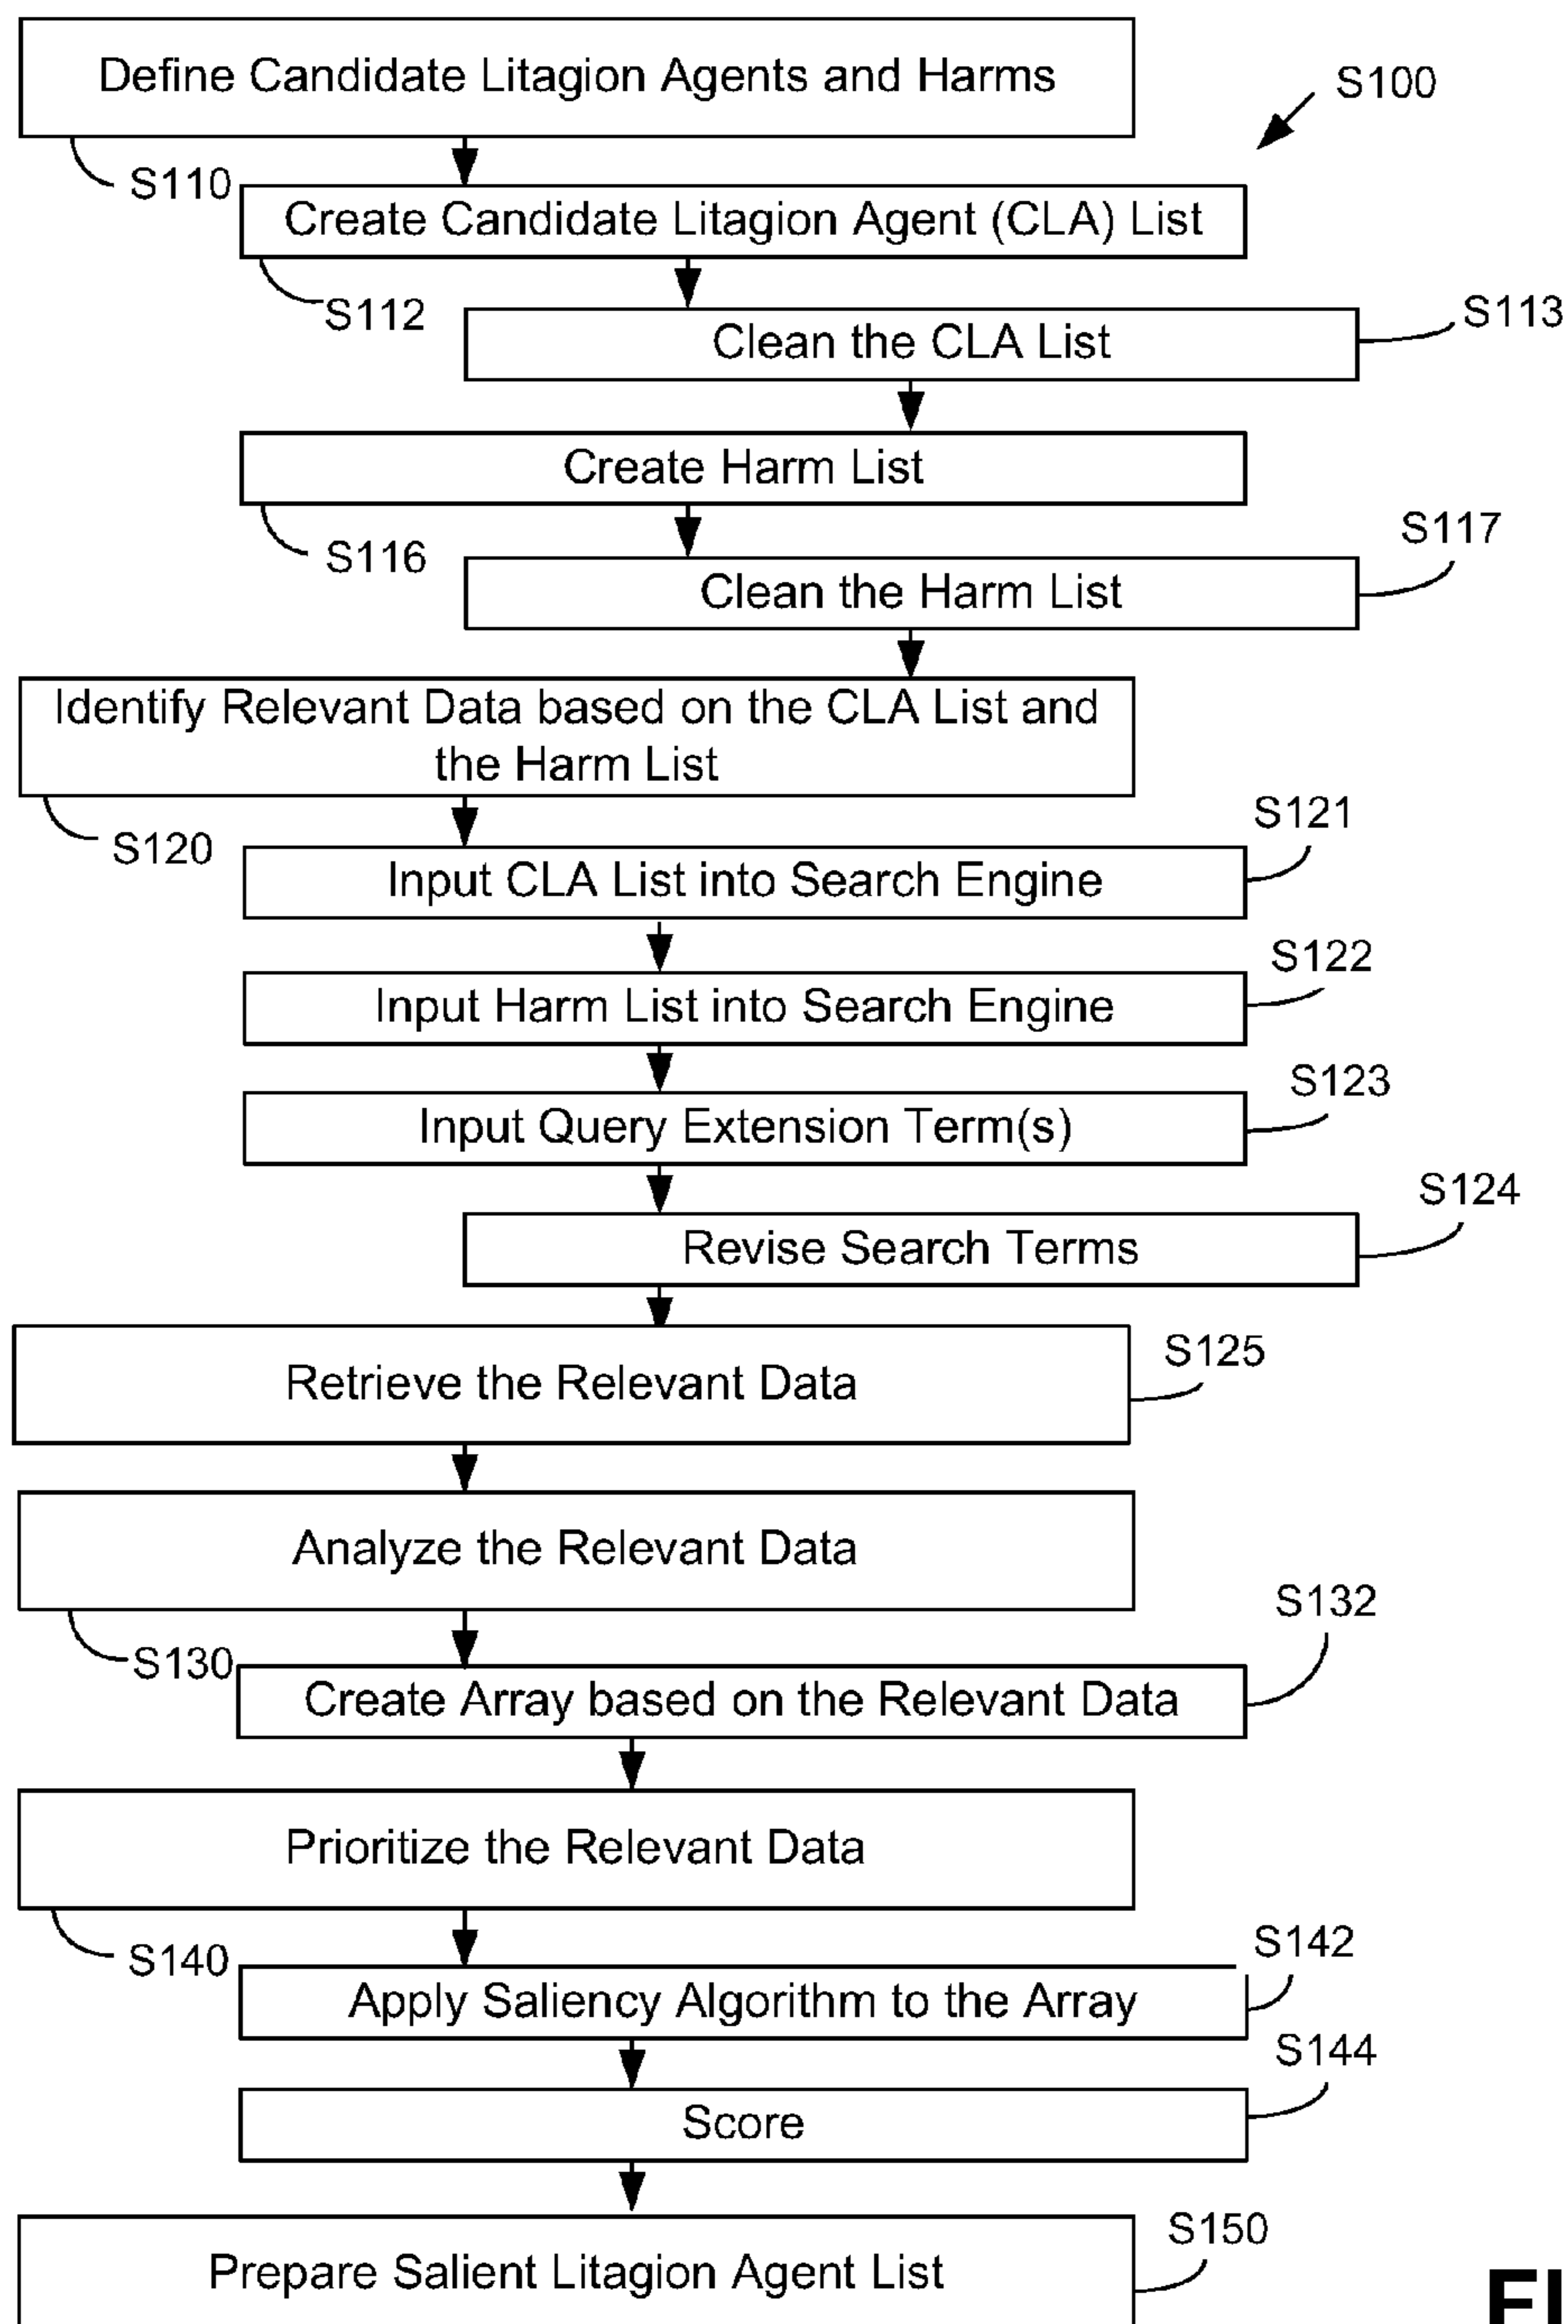 Define Candidate Litagion Agents and Harms
S100
S110
Create Candidate Litagion Agent (CLA) List
S112
S113
Clean the CLA List
Create Harm List
S116
S117
Clean the Harm List
Identify Relevant Data based on the CLA List and
the Harm List
S120
S121
Input CLA List into Search Engine
S122
Input Harm List into Search Engine
S123
Input Query Extension Term(s)
S124
Revise Search Terms
S125
Retrieve the Relevant Data
Analyze the Relevant Data
S130
S132
Create Array based on the Relevant Data
Prioritize the Relevant Data
S140
S142
Apply Saliency Algorithm to the Array
S144
Score
S150
Prepare Salient Litagion Agent List